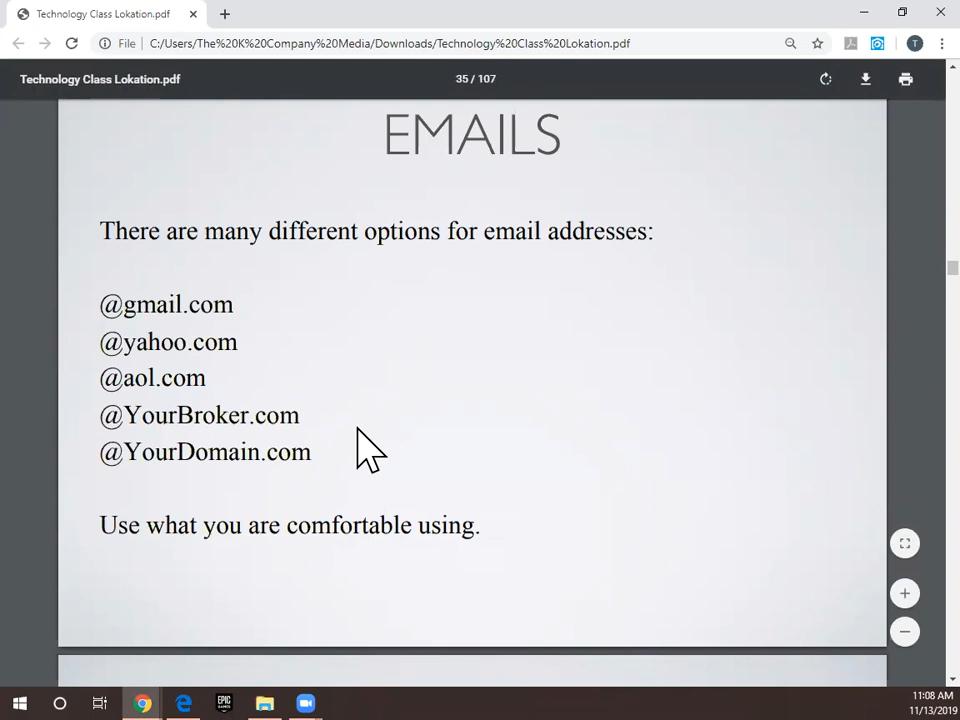 Technology Class Lokation.pdf
File | C:/Users/The%20K%20Company%20Media/Downloads/Technology%20Class%20Lokation.pdf
T
Technology Class Lokation.pdf
35 / 107
EMAILS
There are many different options for email addresses:
@gmail.com
@yahoo.com
@aol.com
@YourBroker.com
@YourDomain.com
Use what you are comfortable using.
EPIC
GAMES
11:08 AM
11/13/2019